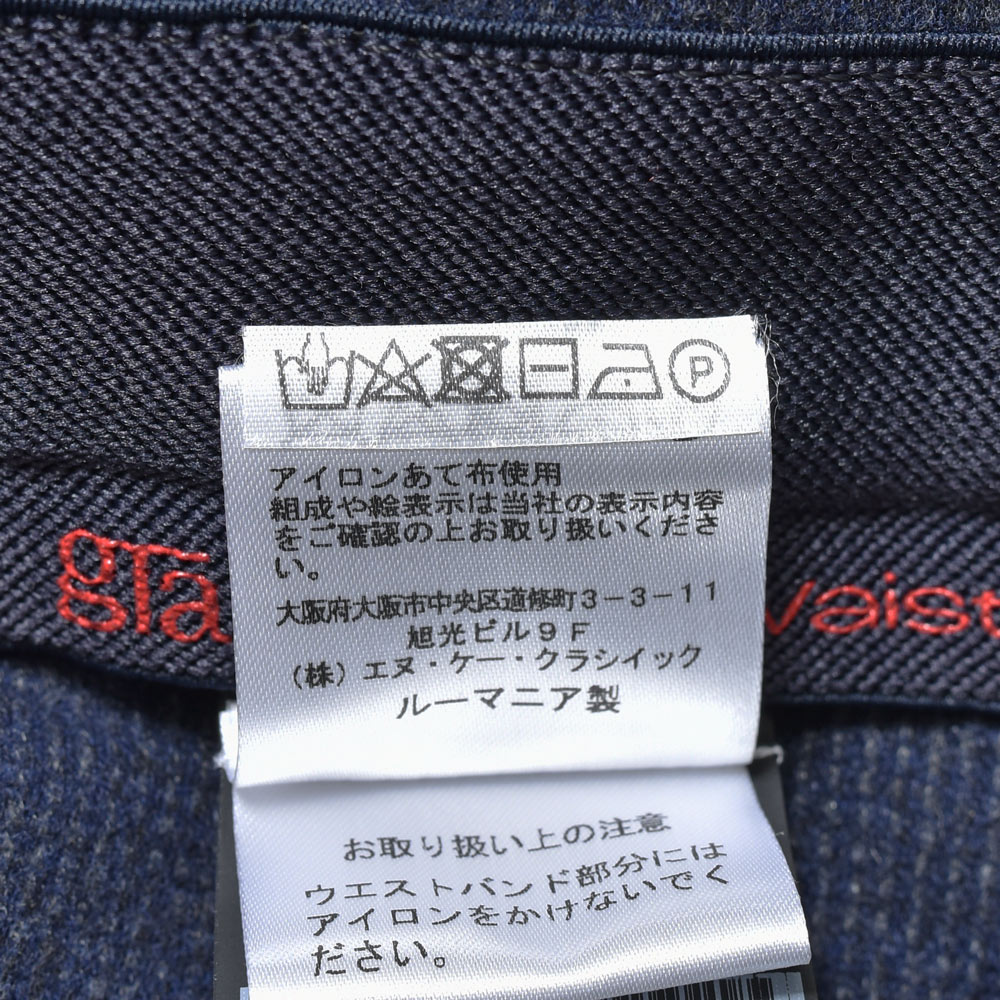 P
アイロンあて布使用
組成や絵表示は当社の表示内容
をご確認の上お取り扱いくださ
い。
大阪府大阪市中央区道修町3-3-11
旭光ビル9F
(株)エヌ・ケー・クラシイック
ルーマニア製
gTa
waist
お取り扱い上の注意
ウエストバンド部分には
アイロンをかけないでく
ださい。